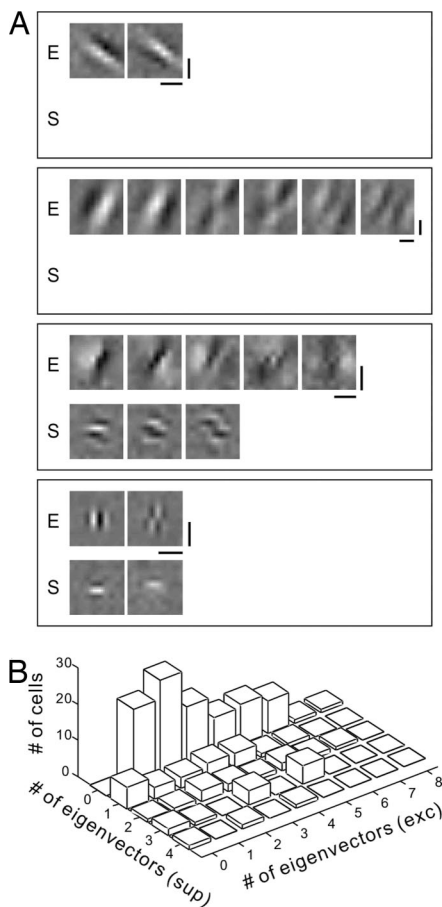 A
E
S
E
S
E
S
E
S
B
30
20
10
0
# of cells
0
1
2
3
4
# of eigenvectors (sup)
0
1
2
3
4
5
6
7
8
# of eigenvectors (exc)